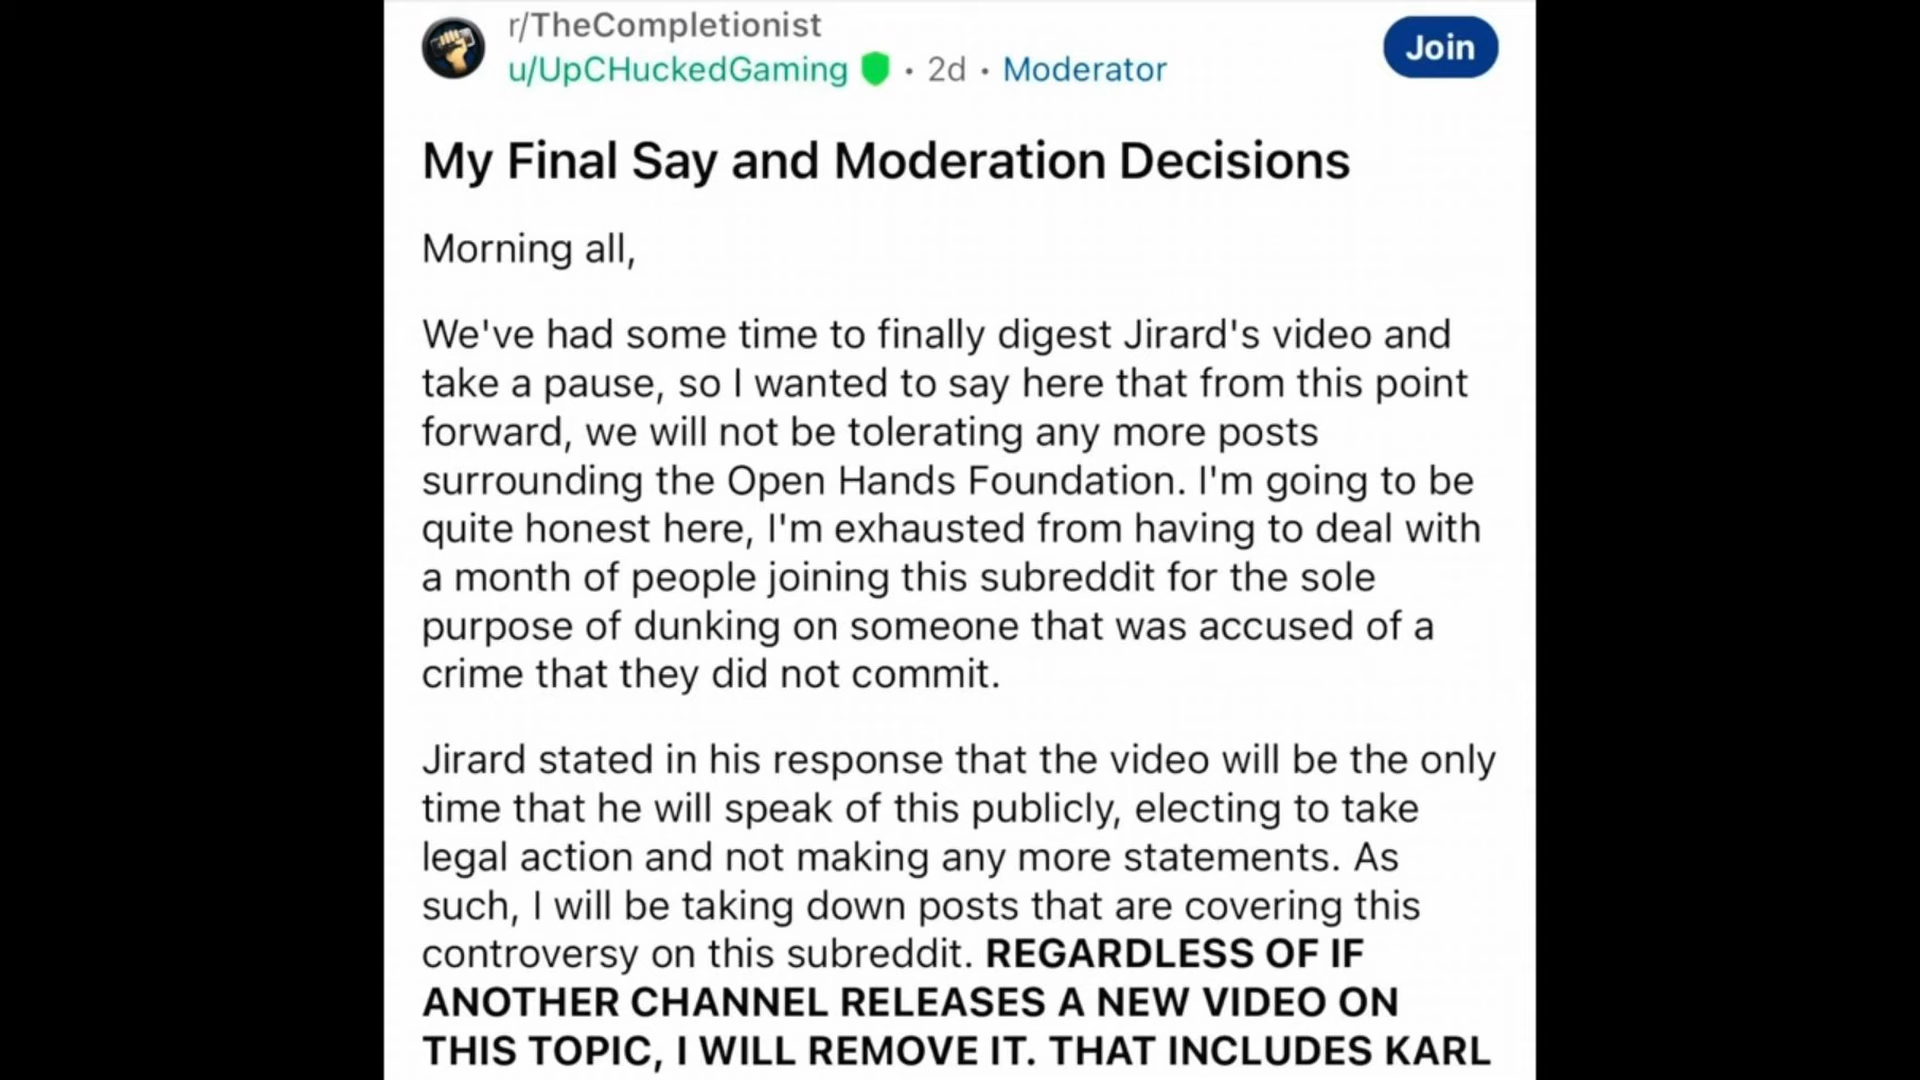 r/TheCompletionist
u/UpCHuckedGaming • 2d • Moderator
Join
My Final Say and Moderation Decisions
Morning all,
We've had some time to finally digest Jirard's video and
take a pause, so I wanted to say here that from this point
forward, we will not be tolerating any more posts
surrounding the Open Hands Foundation. I'm going to be
quite honest here, I'm exhausted from having to deal with
a month of people joining this subreddit for the sole
purpose of dunking on someone that was accused of a
crime that they did not commit.
Jirard stated in his response that the video will be the only
time that he will speak of this publicly, electing to take
legal action and not making any more statements. As
such, I will be taking down posts that are covering this
controversy on this subreddit. REGARDLESS OF IF
ANOTHER CHANNEL RELEASES A NEW VIDEO ON
THIS TOPIC, I WILL REMOVE IT. THAT INCLUDES KARL